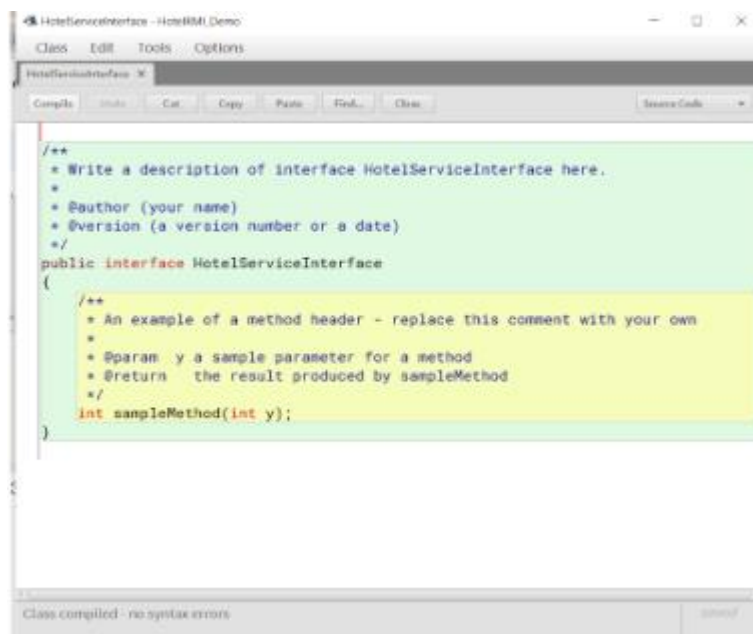 HotelServiceInterface - HotelRMI_Demo
Class Edit Tools Options
HotelServiceInterface X
Compile Undo Cut Copy Paste Find... Close Source Code
/**
* Write a description of interface HotelServiceInterface here.
*
* @author (your name)
* @version (a version number or a date)
*/
public interface HotelServiceInterface
{
/**
* An example of a method header - replace this comment with your own
*
* @param y a sample parameter for a method
* @return the result produced by sampleMethod
*/
int sampleMethod(int y);
}
Class compiled - no syntax errors
saved